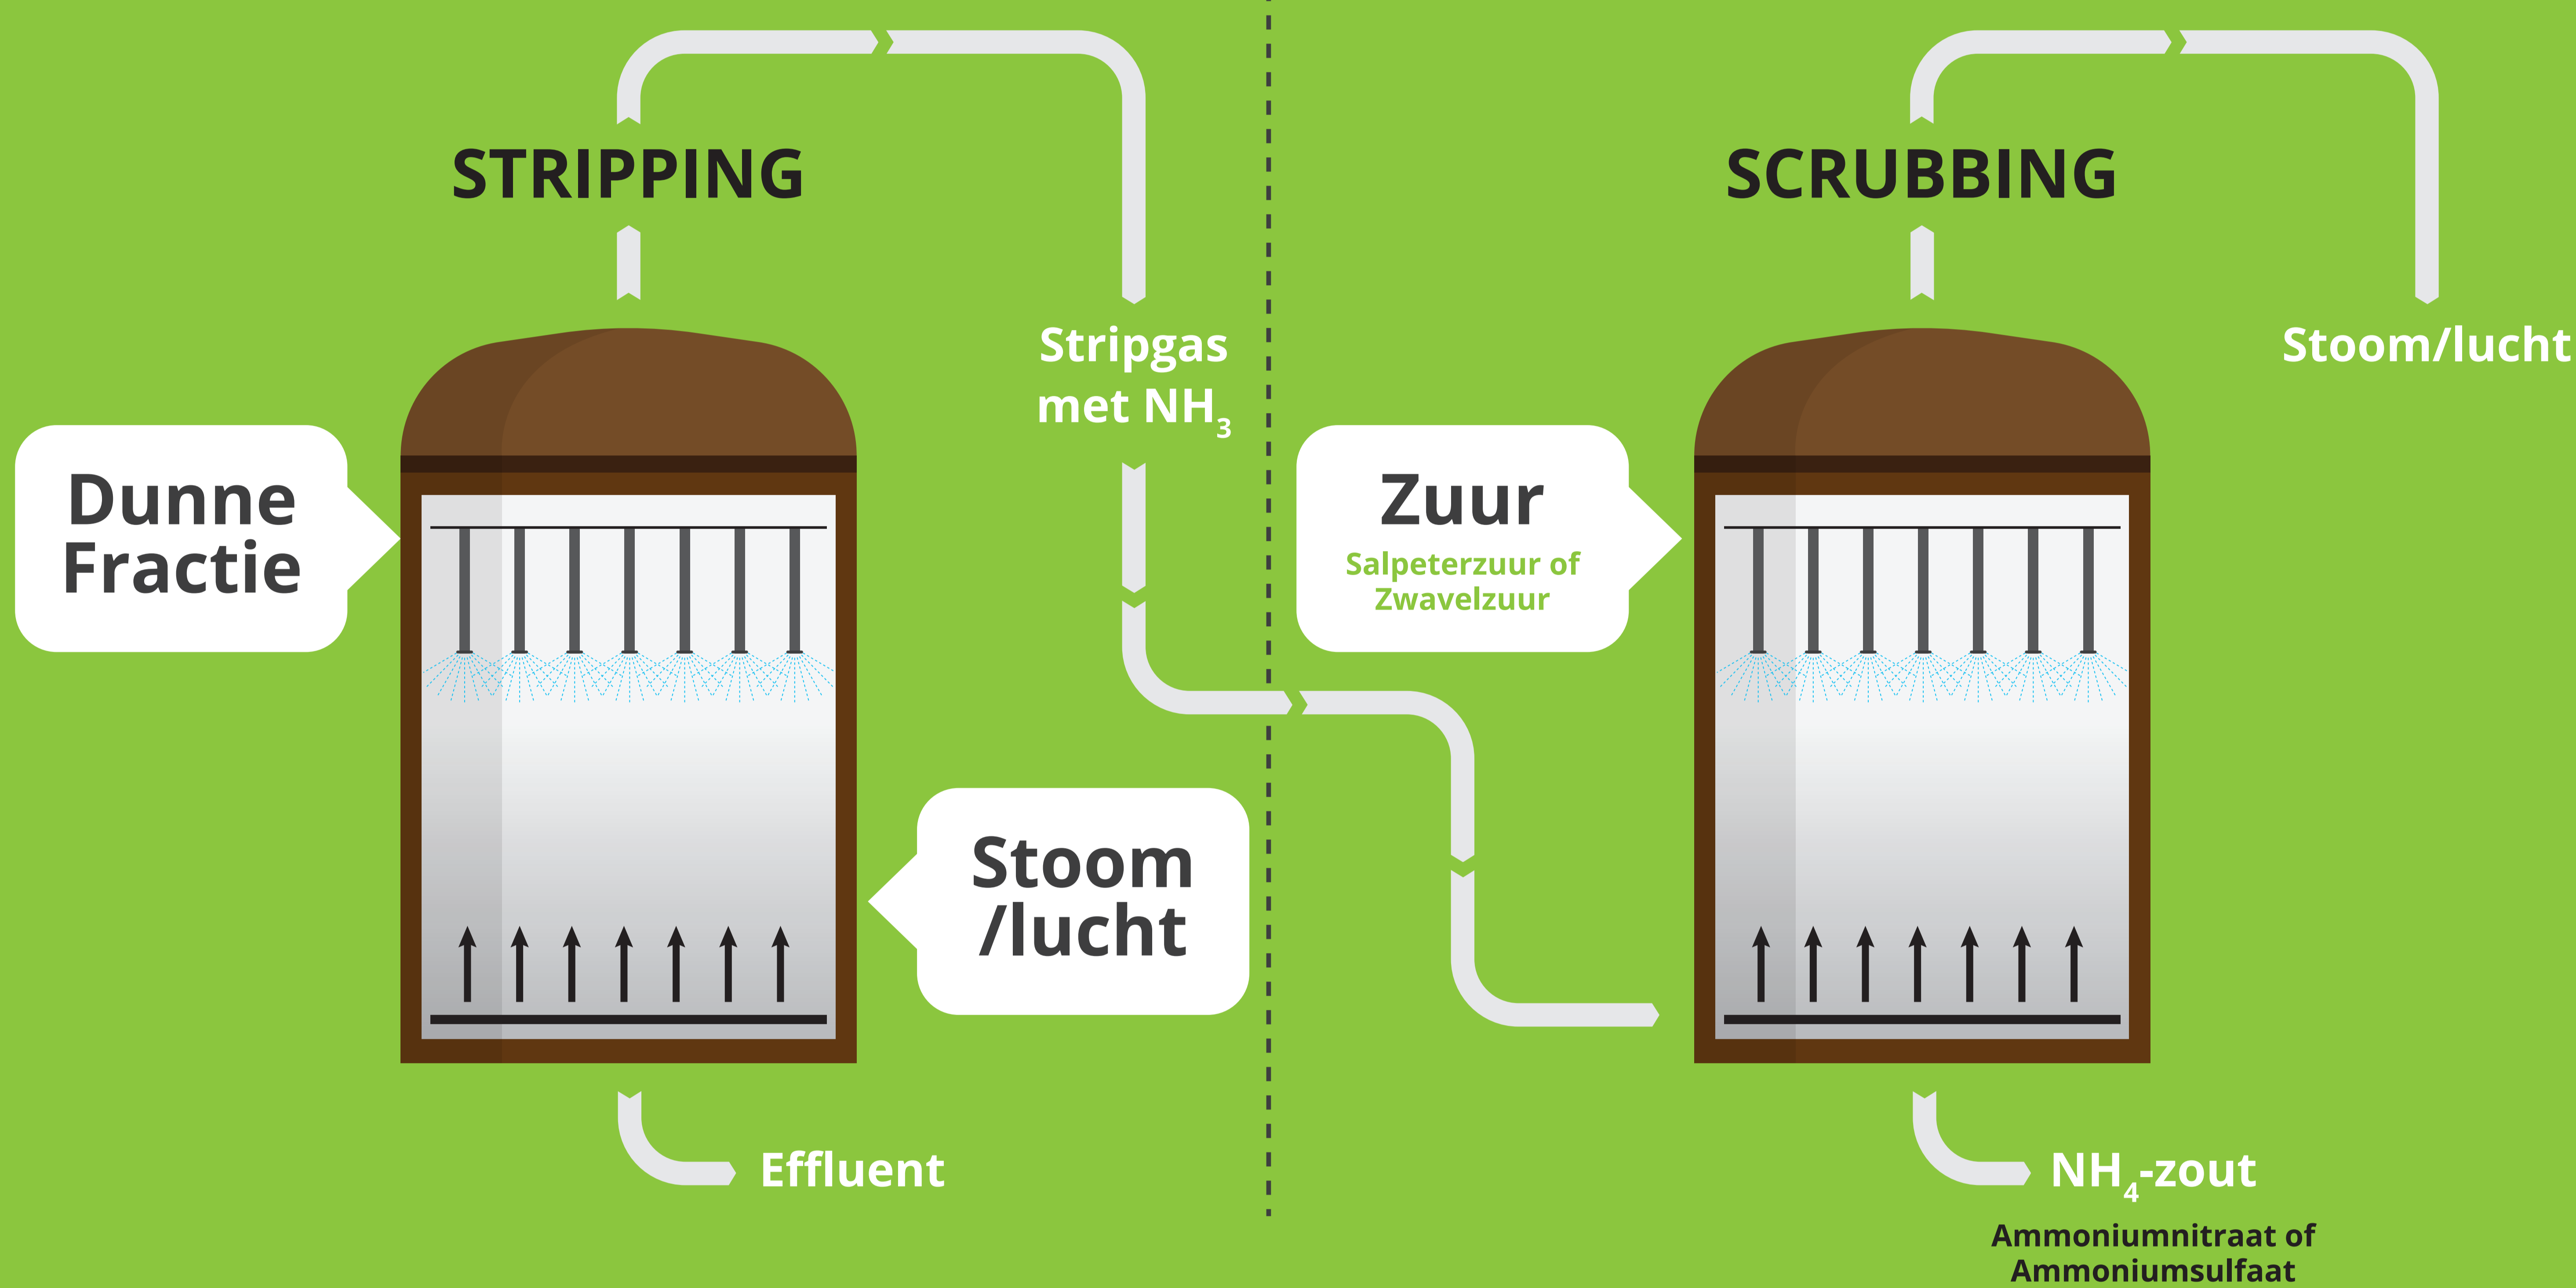 STRIPPING
Dunne
Fractie
Stripgas
met NH₃
Stoom
/lucht
Effluent
SCRUBBING
Zuur
Salpeterzuur of
Zwavelzuur
Stoom/lucht
NH₄-zout
Ammoniumnitraat of
Ammoniumsulfaat